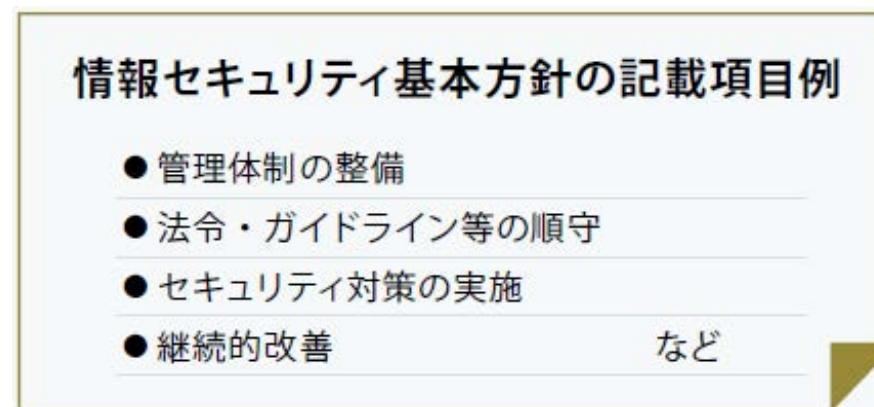 情報セキュリティ基本方針の記載項目例
●管理体制の整備
●法令・ガイドライン等の順守
●セキュリティ対策の実施
●継続的改善 など